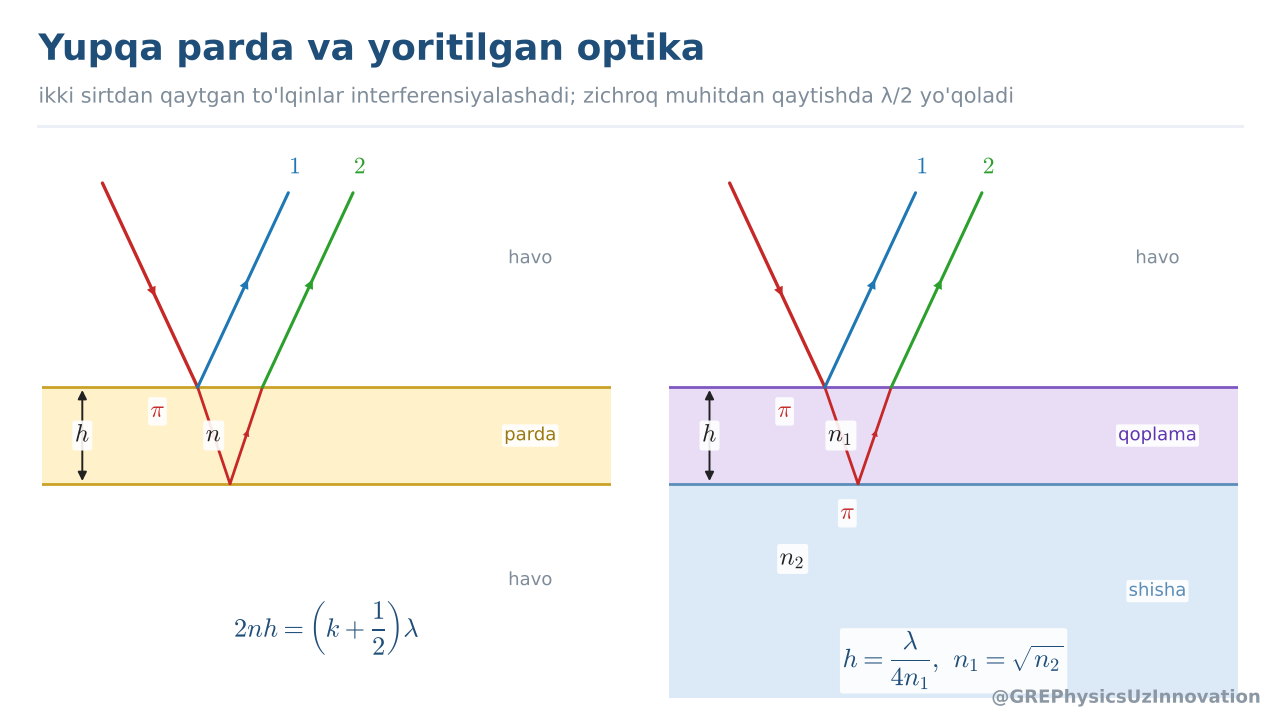 Yupqa parda va yoritilgan optika
ikki sirtdan qaytgan to'lqinlar interferensiyalashadi; zichroq muhitdan qaytishda λ/2 yo'qoladi
1 2
havo
π
h
n
parda
havo
2nh = (k + 1/2)λ
1 2
havo
π
h
n₁
qoplama
π
n₂
shisha
h = λ/4n₁, n₁ = √n₂
@GREPhysicsUzInnovation